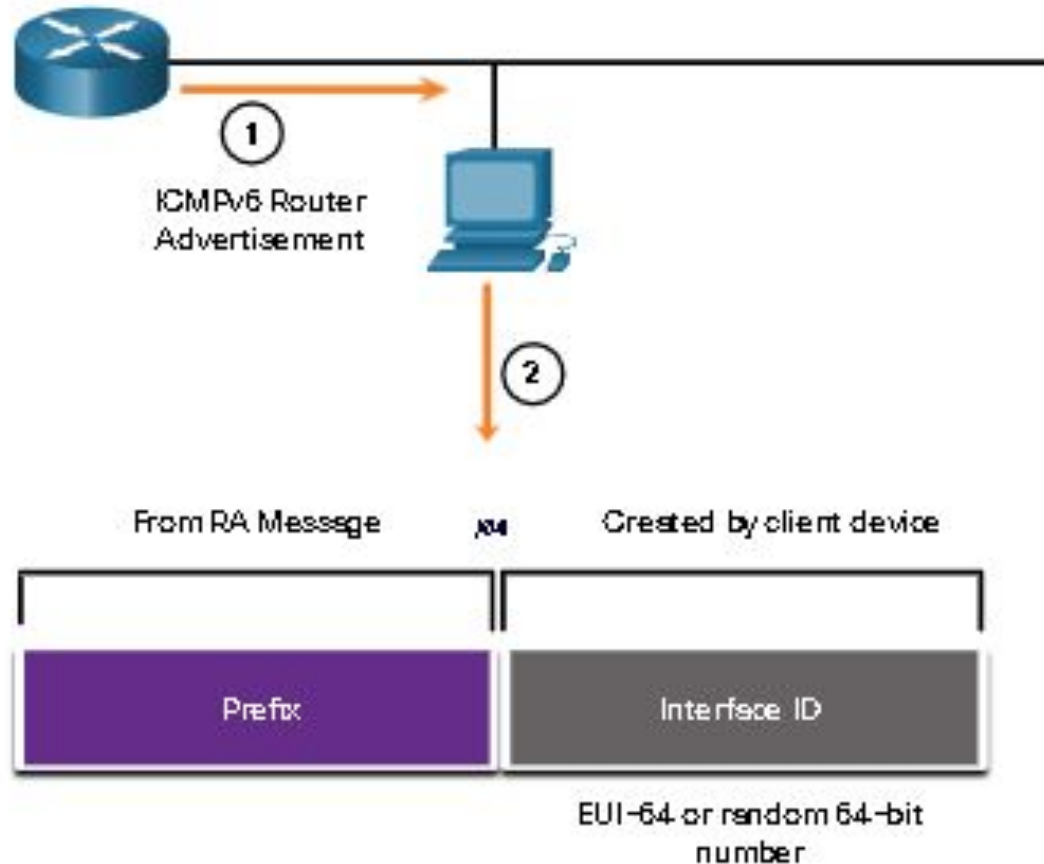 1
ICMPv6 Router
Advertisement
2
From RA Message
/64
Created by client device
Prefix
Interface ID
EUI-64 or random 64-bit
number